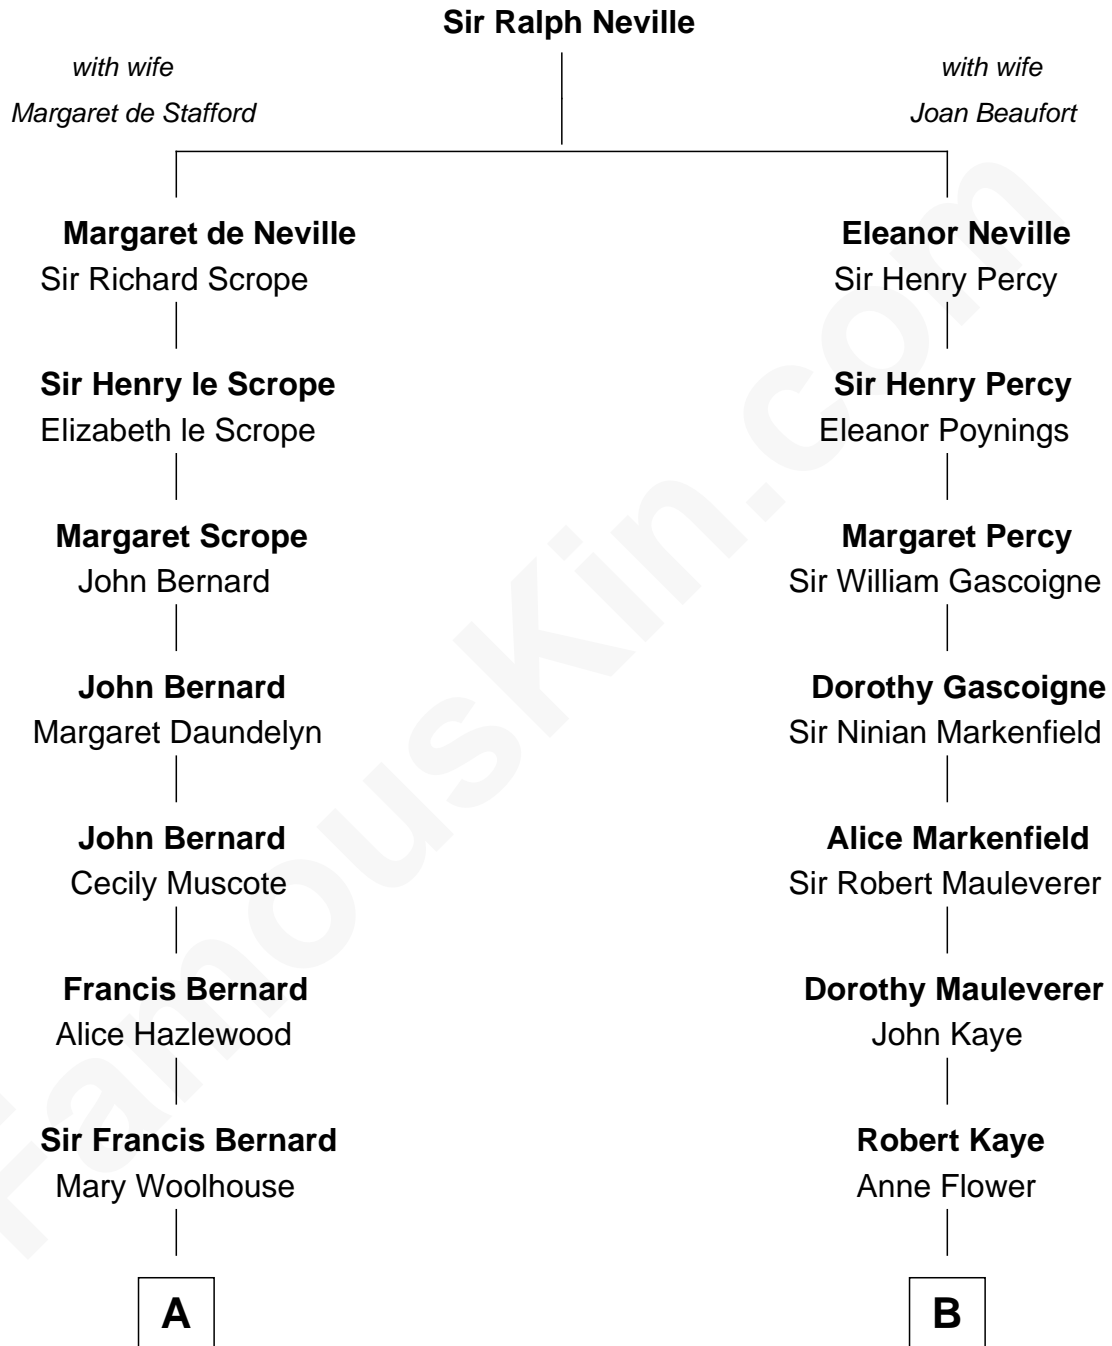 Sir Ralph Neville
with wife
Margaret de Stafford
with wife
Joan Beaufort
Margaret de Neville
Sir Richard Scrope
Eleanor Neville
Sir Henry Percy
Sir Henry le Scrope
Elizabeth le Scrope
Sir Henry Percy
Eleanor Poynings
Margaret Scrope
John Bernard
Margaret Percy
Sir William Gascoigne
John Bernard
Margaret Daundelyn
Dorothy Gascoigne
Sir Ninian Markenfield
John Bernard
Cecily Muscote
Alice Markenfield
Sir Robert Mauleverer
Francis Bernard
Alice Hazlewood
Dorothy Mauleverer
John Kaye
Sir Francis Bernard
Mary Woolhouse
Robert Kaye
Anne Flower
A
B
FamousKin.com